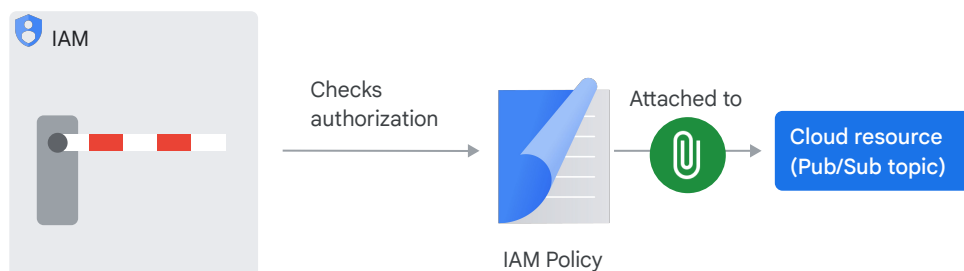 IAM
Checks
authorization
IAM Policy
Attached to
Cloud resource
(Pub/Sub topic)